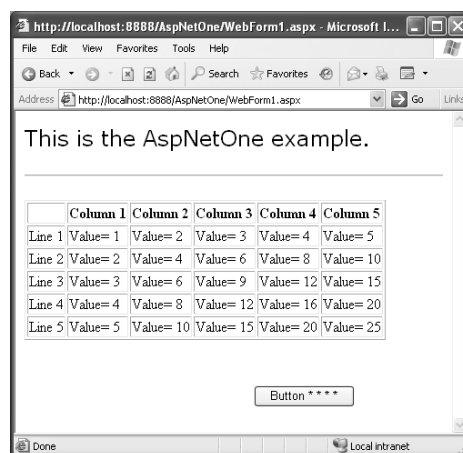 http://localhost:8888/AspNetOne/WebForm1.aspx - Microsoft I...
File Edit View Favorites Tools Help
Back Search Favorites
Address http://localhost:8888/AspNetOne/WebForm1.aspx Go Links
This is the AspNetOne example.
Column 1 Column 2 Column 3 Column 4 Column 5
Line 1 Value= 1 Value= 2 Value= 3 Value= 4 Value= 5
Line 2 Value= 2 Value= 4 Value= 6 Value= 8 Value= 10
Line 3 Value= 3 Value= 6 Value= 9 Value= 12 Value= 15
Line 4 Value= 4 Value= 8 Value= 12 Value= 16 Value= 20
Line 5 Value= 5 Value= 10 Value= 15 Value= 20 Value= 25
Button * * * *
Done Local intranet